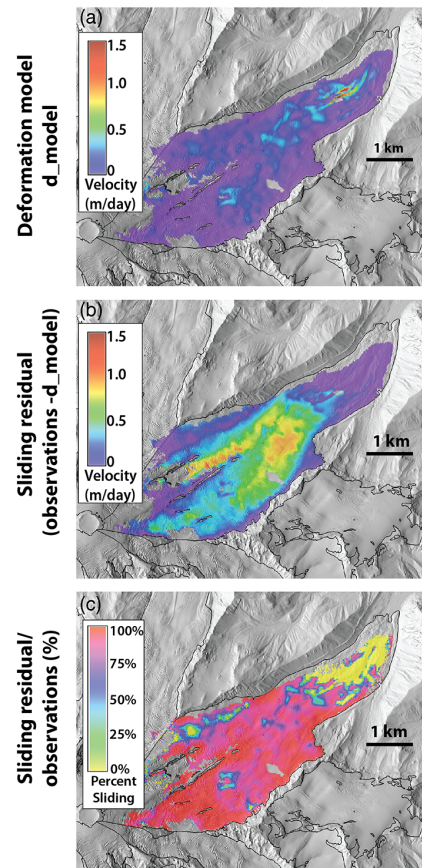 (a)
Deformation model
d_model
1.5
1.0
0.5
0
Velocity
(m/day)
1 km
(b)
Sliding residual
(observations -d_model)
1.5
1.0
0.5
0
Velocity
(m/day)
1 km
(c)
Sliding residual/
observations (%)
100%
75%
50%
25%
0%
Percent
Sliding
1 km